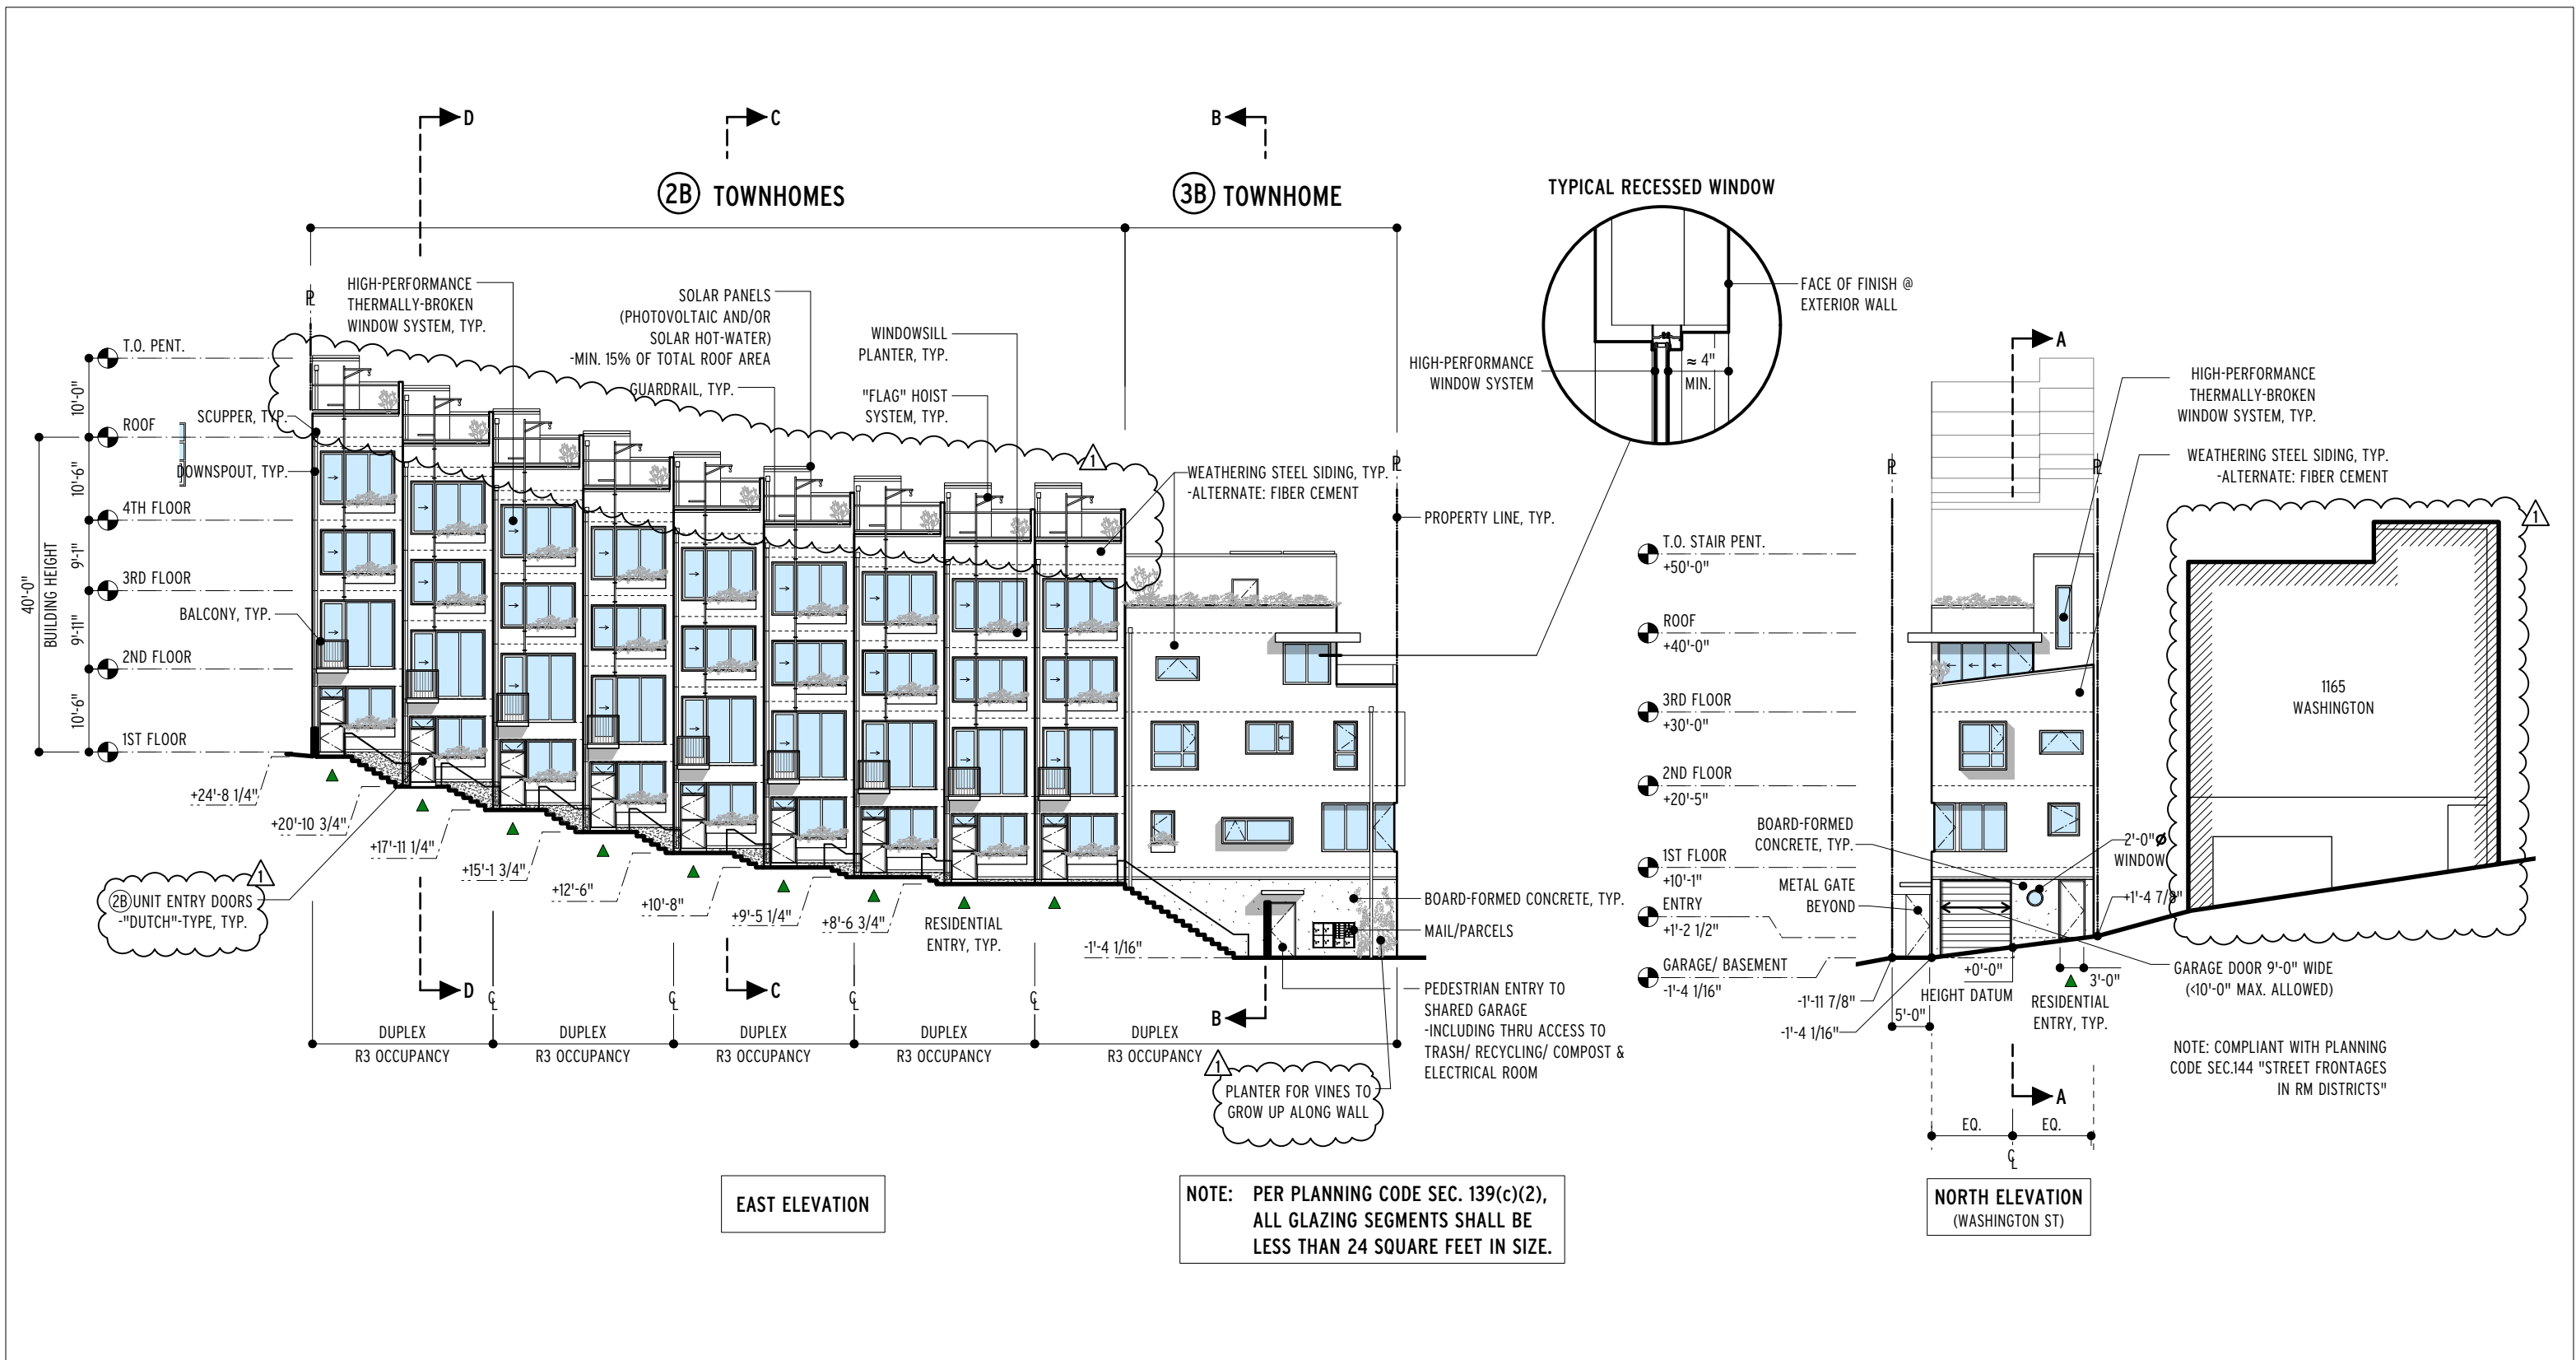 D
C
B
2B TOWNHOMES
3B TOWNHOME
TYPICAL RECESSED WINDOW
FACE OF FINISH @
EXTERIOR WALL
HIGH-PERFORMANCE
WINDOW SYSTEM
≈ 4"
MIN.
℄
HIGH-PERFORMANCE
THERMALLY-BROKEN
WINDOW SYSTEM, TYP.
SOLAR PANELS
(PHOTOVOLTAIC AND/OR
SOLAR HOT-WATER)
-MIN. 15% OF TOTAL ROOF AREA
GUARDRAIL, TYP.
WINDOWSILL
PLANTER, TYP.
"FLAG" HOIST
SYSTEM, TYP.
T.O. PENT.
10'-0"
SCUPPER, TYP.
ROOF
DOWNSPOUT, TYP.
10'-6"
4TH FLOOR
9'-1"
3RD FLOOR
40'-0"
BUILDING HEIGHT
9'-11"
BALCONY, TYP.
2ND FLOOR
10'-6"
1ST FLOOR
1
WEATHERING STEEL SIDING, TYP.
-ALTERNATE: FIBER CEMENT
PROPERTY LINE, TYP.
+24'-8 1/4"
+20'-10 3/4"
+17'-11 1/4"
+15'-1 3/4"
+12'-6"
+10'-8"
+9'-5 1/4"
+8'-6 3/4"
RESIDENTIAL
ENTRY, TYP.
-1'-4 1/16"
1
2B UNIT ENTRY DOORS
-"DUTCH"-TYPE, TYP.
BOARD-FORMED CONCRETE, TYP.
MAIL/PARCELS
PEDESTRIAN ENTRY TO
SHARED GARAGE
-INCLUDING THRU ACCESS TO
TRASH/ RECYCLING/ COMPOST &
ELECTRICAL ROOM
D
C
B
℄
℄
℄
℄
DUPLEX
R3 OCCUPANCY
DUPLEX
R3 OCCUPANCY
DUPLEX
R3 OCCUPANCY
DUPLEX
R3 OCCUPANCY
DUPLEX
R3 OCCUPANCY
1
PLANTER FOR VINES TO
GROW UP ALONG WALL
EAST ELEVATION
NOTE: PER PLANNING CODE SEC. 139(c)(2),
ALL GLAZING SEGMENTS SHALL BE
LESS THAN 24 SQUARE FEET IN SIZE.
A
HIGH-PERFORMANCE
THERMALLY-BROKEN
WINDOW SYSTEM, TYP.
WEATHERING STEEL SIDING, TYP.
-ALTERNATE: FIBER CEMENT
1
T.O. STAIR PENT.
+50'-0"
ROOF
+40'-0"
3RD FLOOR
+30'-0"
2ND FLOOR
+20'-5"
1ST FLOOR
+10'-1"
ENTRY
+1'-2 1/2"
GARAGE/ BASEMENT
-1'-4 1/16"
BOARD-FORMED
CONCRETE, TYP.
METAL GATE
BEYOND
2'-0"Ø
WINDOW
1165
WASHINGTON
+1'-4 7/8"
GARAGE DOOR 9'-0" WIDE
(<10'-0" MAX. ALLOWED)
+0'-0"
HEIGHT DATUM
3'-0"
RESIDENTIAL
ENTRY, TYP.
-1'-11 7/8"
5'-0"
-1'-4 1/16"
NOTE: COMPLIANT WITH PLANNING
CODE SEC.144 "STREET FRONTAGES
IN RM DISTRICTS"
A
EQ.
EQ.
℄
NORTH ELEVATION
(WASHINGTON ST)